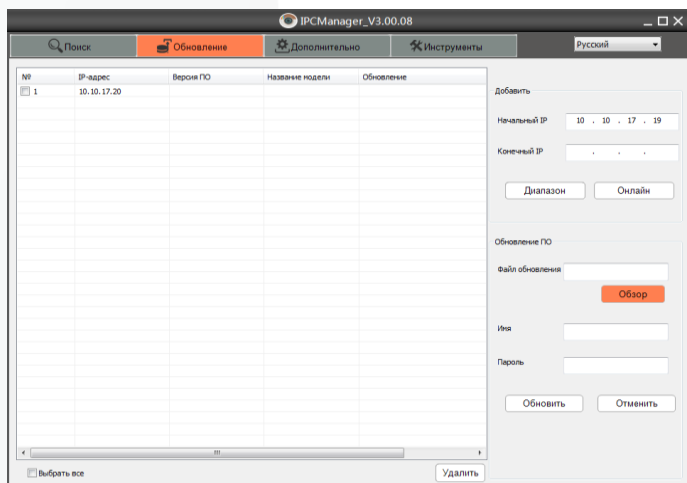 IPCManager_V3.00.08
Поиск Обновление Дополнительно Инструменты Русский
№ IP-адрес Версия ПО Название модели Обновление
1 10.10.17.20
Добавить
Начальный IP 10 . 10 . 17 . 19
Конечный IP . . .
Диапазон Онлайн
Обновление ПО
Файл обновления
Обзор
Имя
Пароль
Обновить Отменить
Выбрать все Удалить